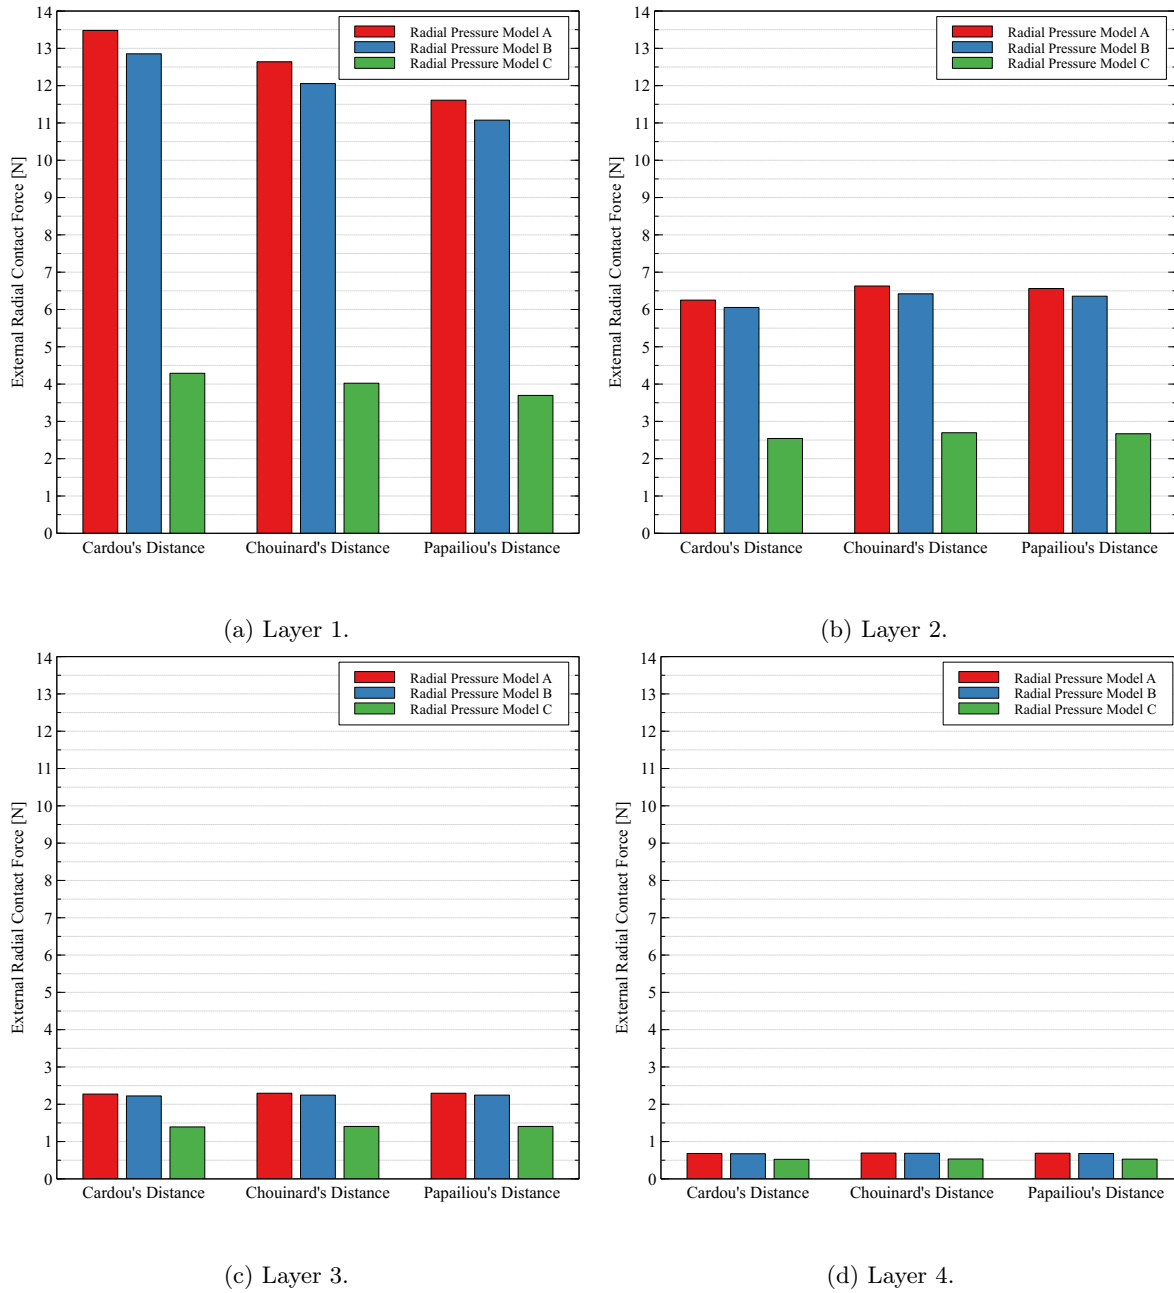 External Radial Contact Force [N]
14
13
12
11
10
9
8
7
6
5
4
3
2
1
0
Radial Pressure Model A
Radial Pressure Model B
Radial Pressure Model C
Cardou's Distance Chouinard's Distance Papailiou's Distance
(a) Layer 1.
External Radial Contact Force [N]
14
13
12
11
10
9
8
7
6
5
4
3
2
1
0
Radial Pressure Model A
Radial Pressure Model B
Radial Pressure Model C
Cardou's Distance Chouinard's Distance Papailiou's Distance
(b) Layer 2.
External Radial Contact Force [N]
14
13
12
11
10
9
8
7
6
5
4
3
2
1
0
Radial Pressure Model A
Radial Pressure Model B
Radial Pressure Model C
Cardou's Distance Chouinard's Distance Papailiou's Distance
(c) Layer 3.
External Radial Contact Force [N]
14
13
12
11
10
9
8
7
6
5
4
3
2
1
0
Radial Pressure Model A
Radial Pressure Model B
Radial Pressure Model C
Cardou's Distance Chouinard's Distance Papailiou's Distance
(d) Layer 4.